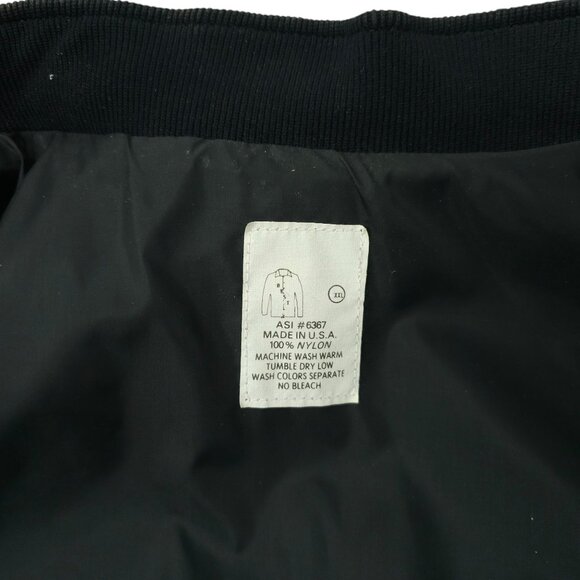 XXL
ASI #6367
MADE IN U.S.A.
100% NYLON
MACHINE WASH WARM
TUMBLE DRY LOW
WASH COLORS SEPARATE
NO BLEACH